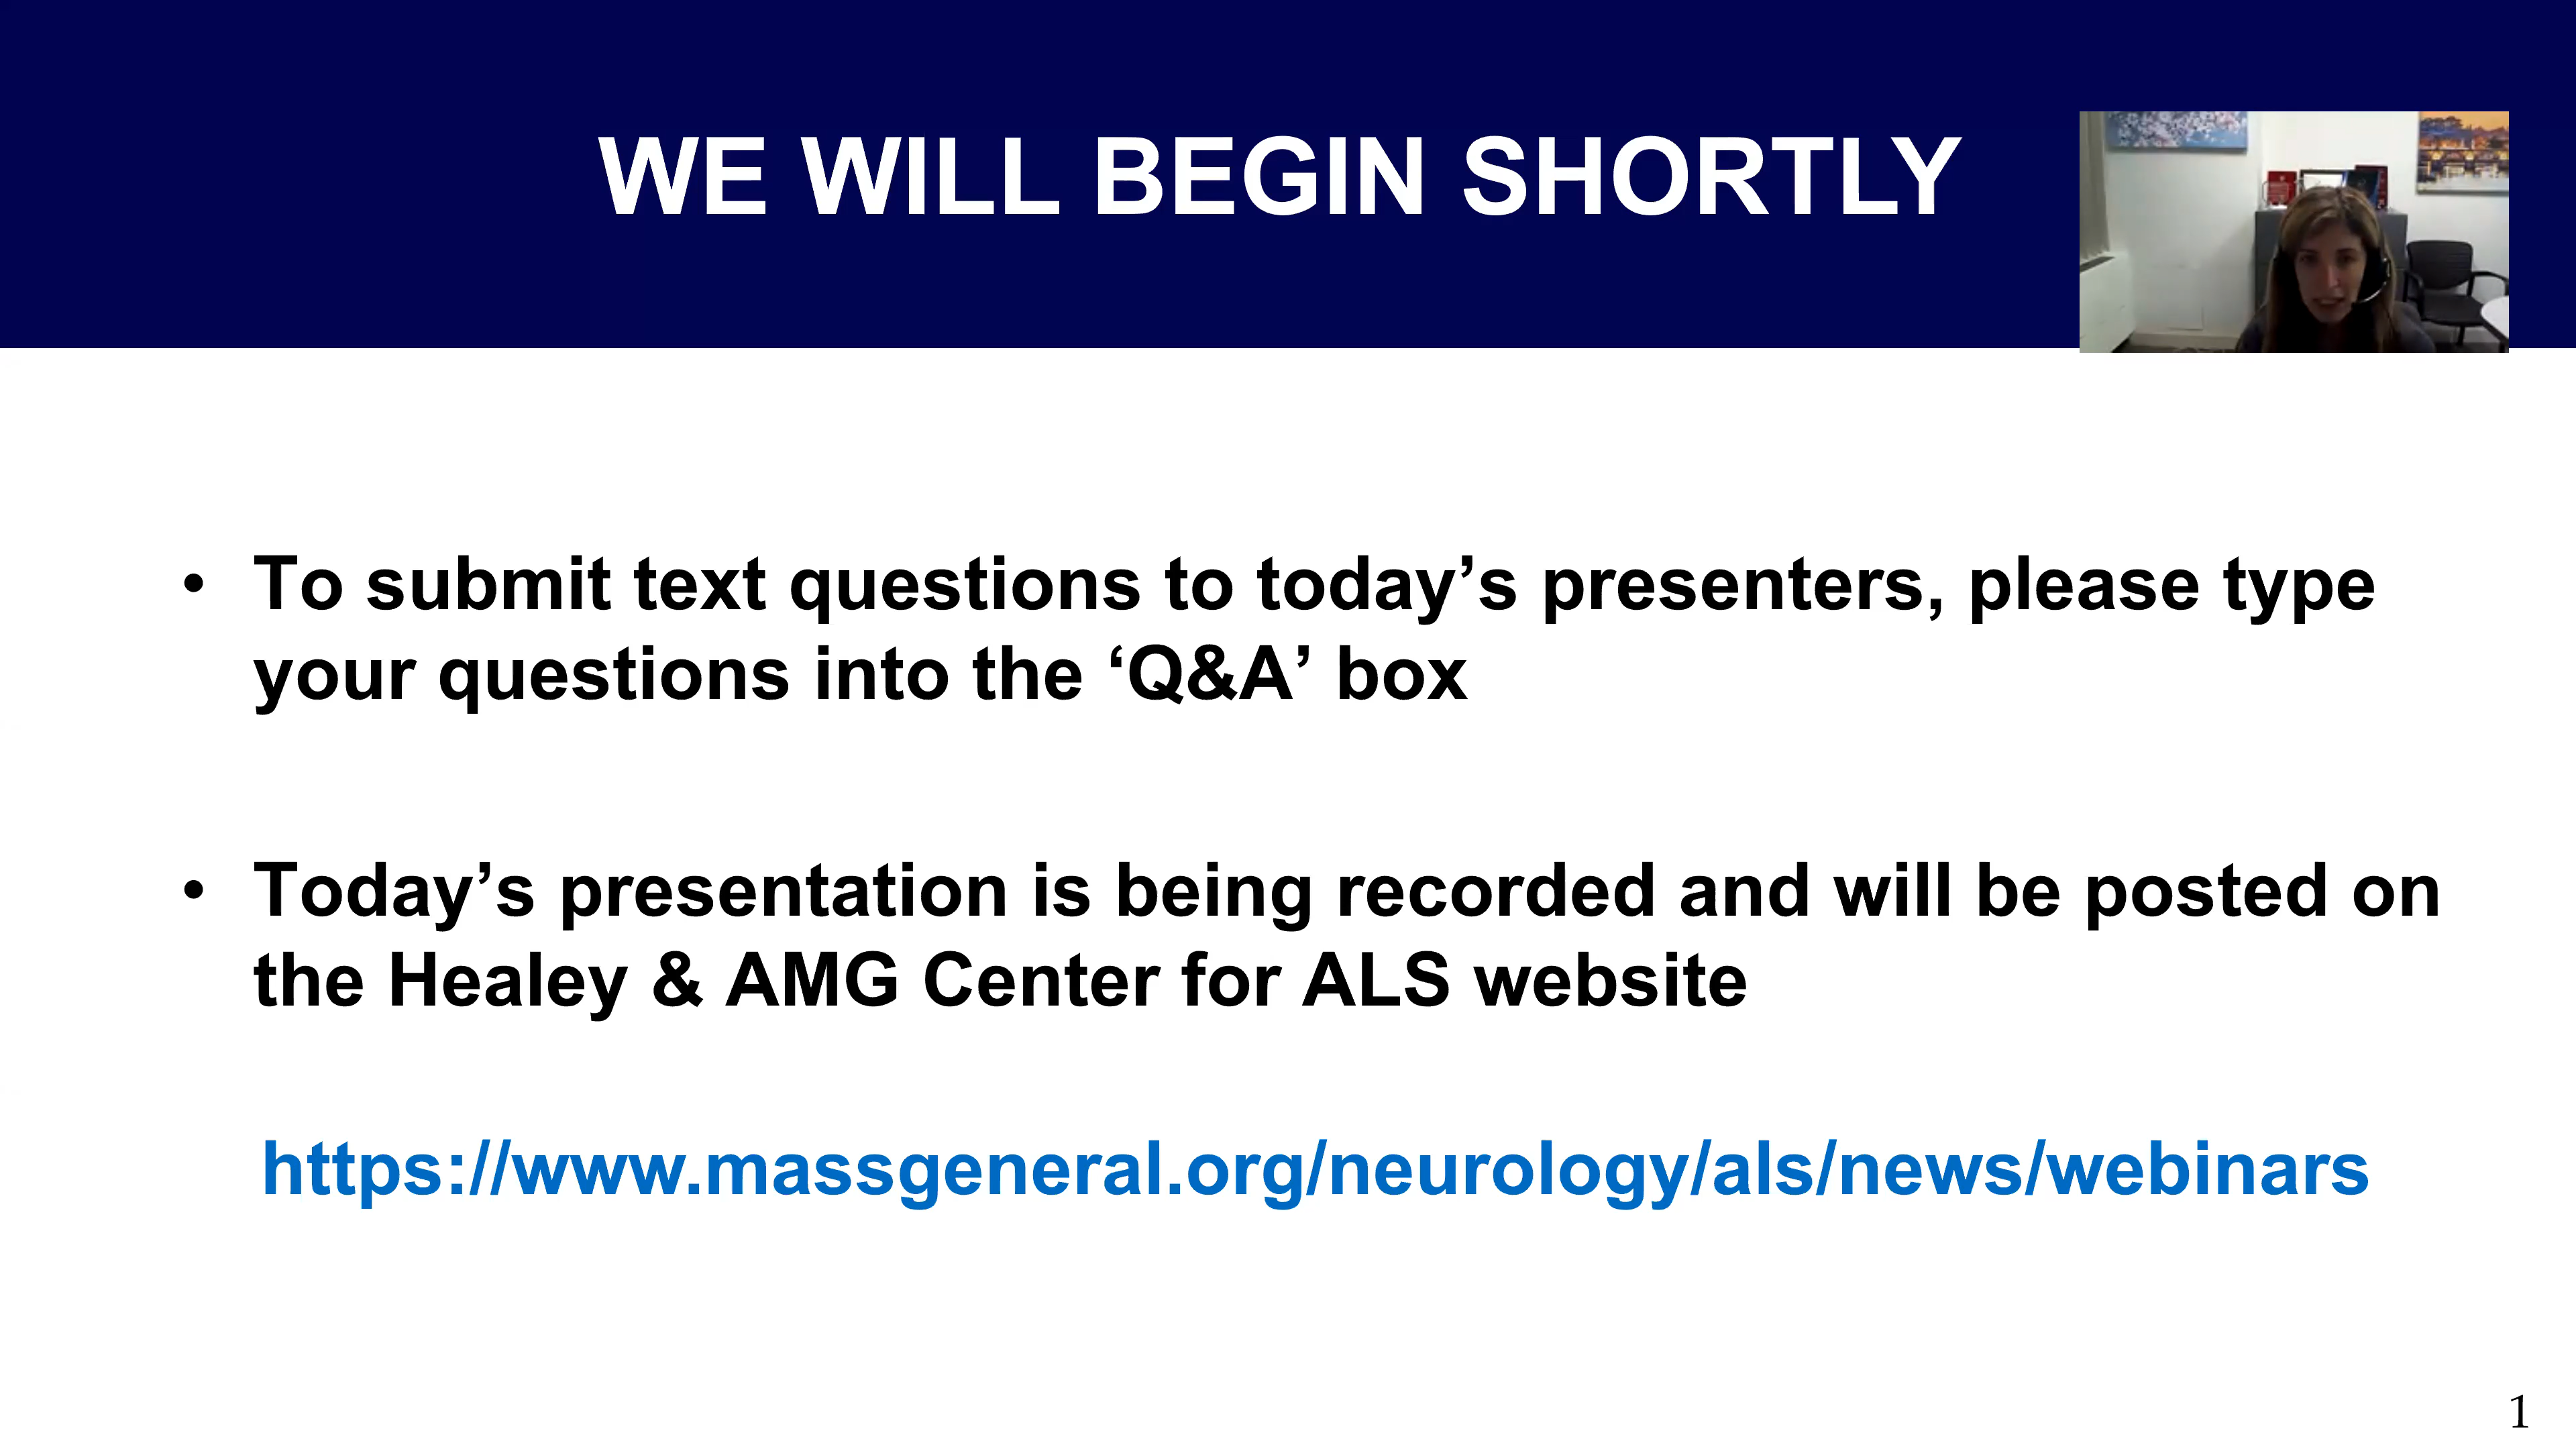 WE WILL BEGIN SHORTLY
• To submit text questions to today’s presenters, please type
your questions into the ‘Q&A’ box
• Today’s presentation is being recorded and will be posted on
the Healey & AMG Center for ALS website
https://www.massgeneral.org/neurology/als/news/webinars
1